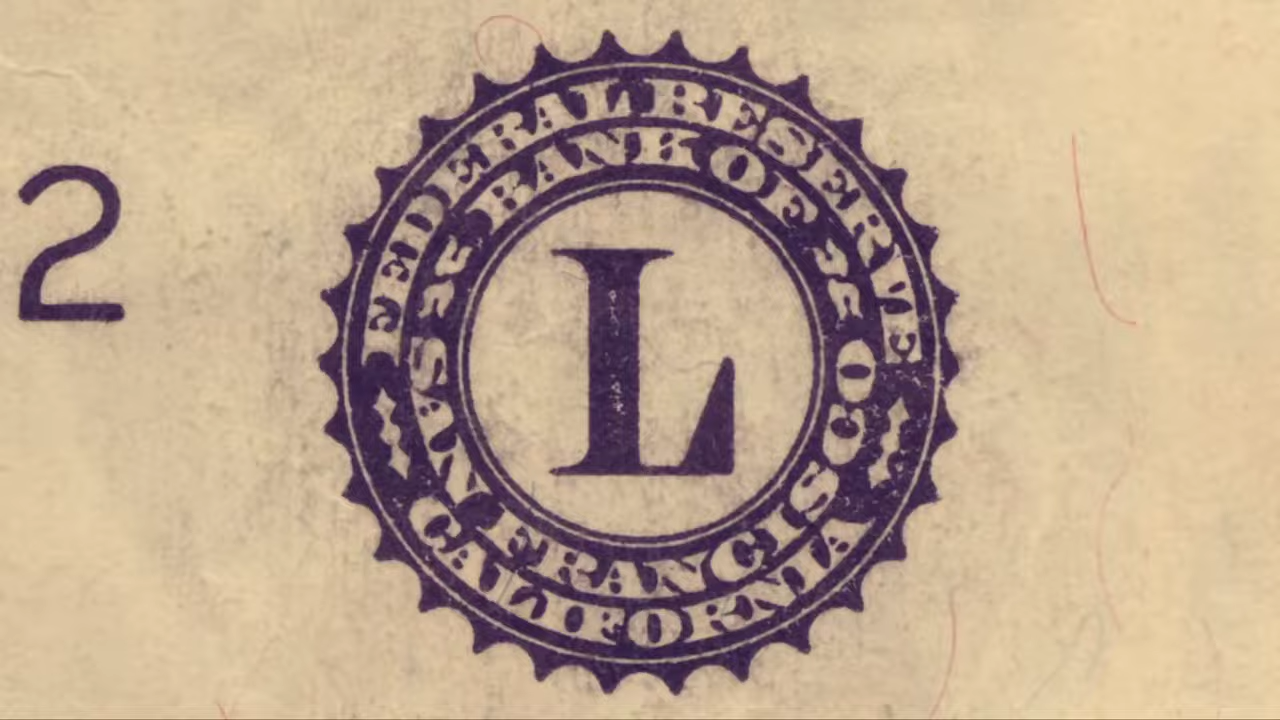 2
FEDERAL RESERVE
BANK OF
L
SAN FRANCISCO
CALIFORNIA